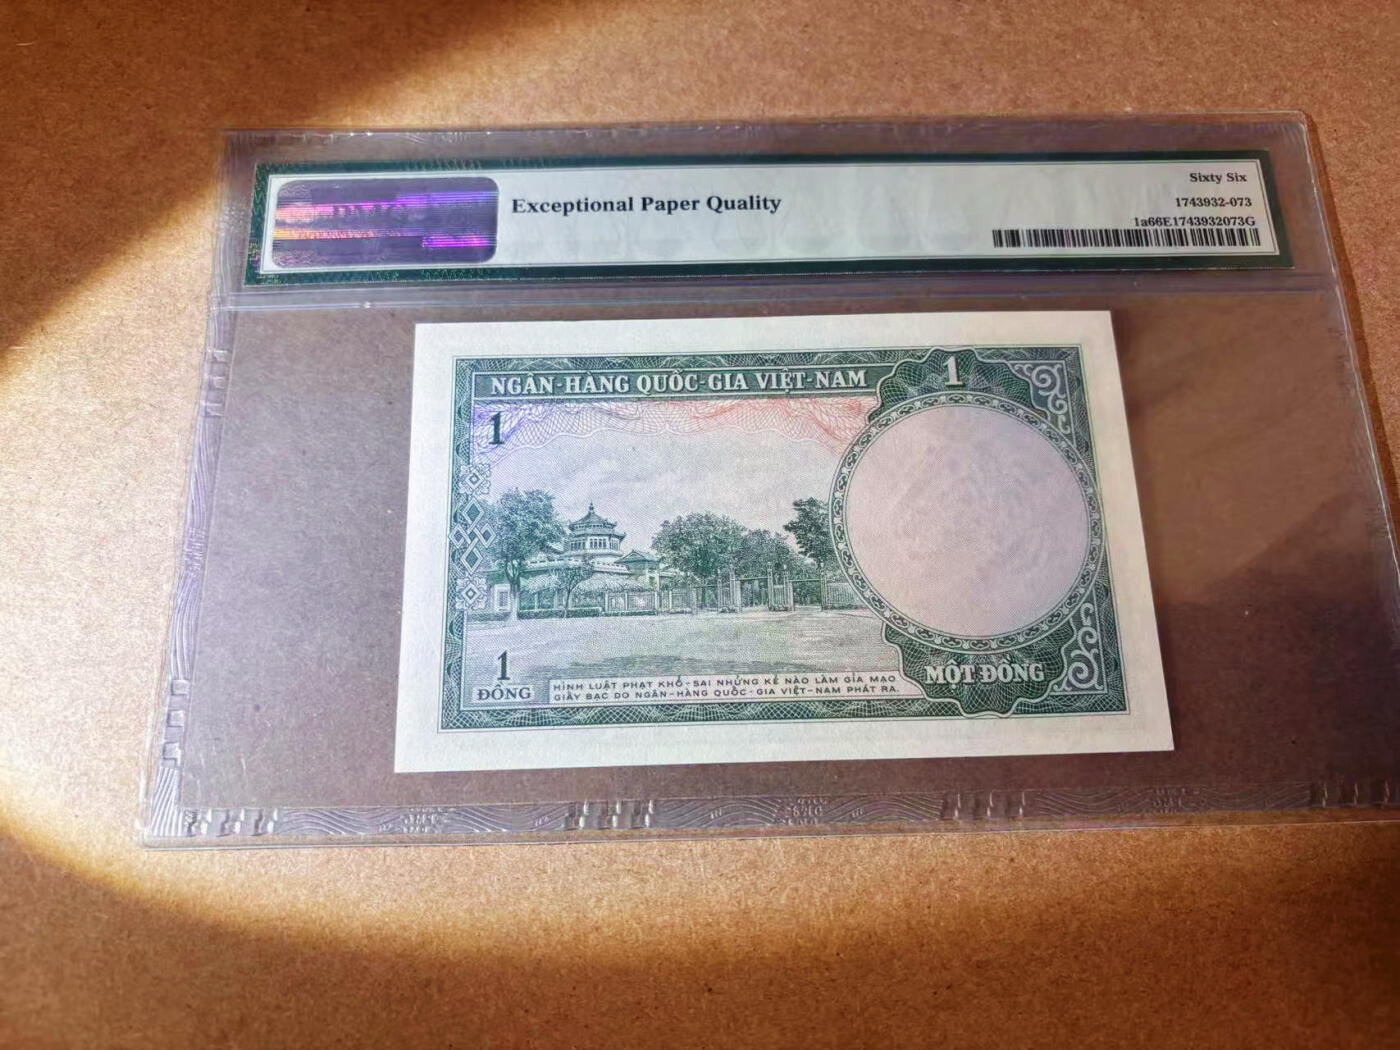 Exceptional Paper Quality
Sixty Six
1743932-073
1a66E1743932073G
NGÂN-HÀNG QUỐC-GIA VIỆT-NAM
1
1
1
ĐỒNG
HÌNH LUẬT PHẠT KHỔ-SAI NHỮNG KẺ NÀO LÀM GIẢ MẠO
GIẤY BẠC DO NGÂN-HÀNG QUỐC-GIA VIỆT-NAM PHÁT RA.
MỘT ĐỒNG